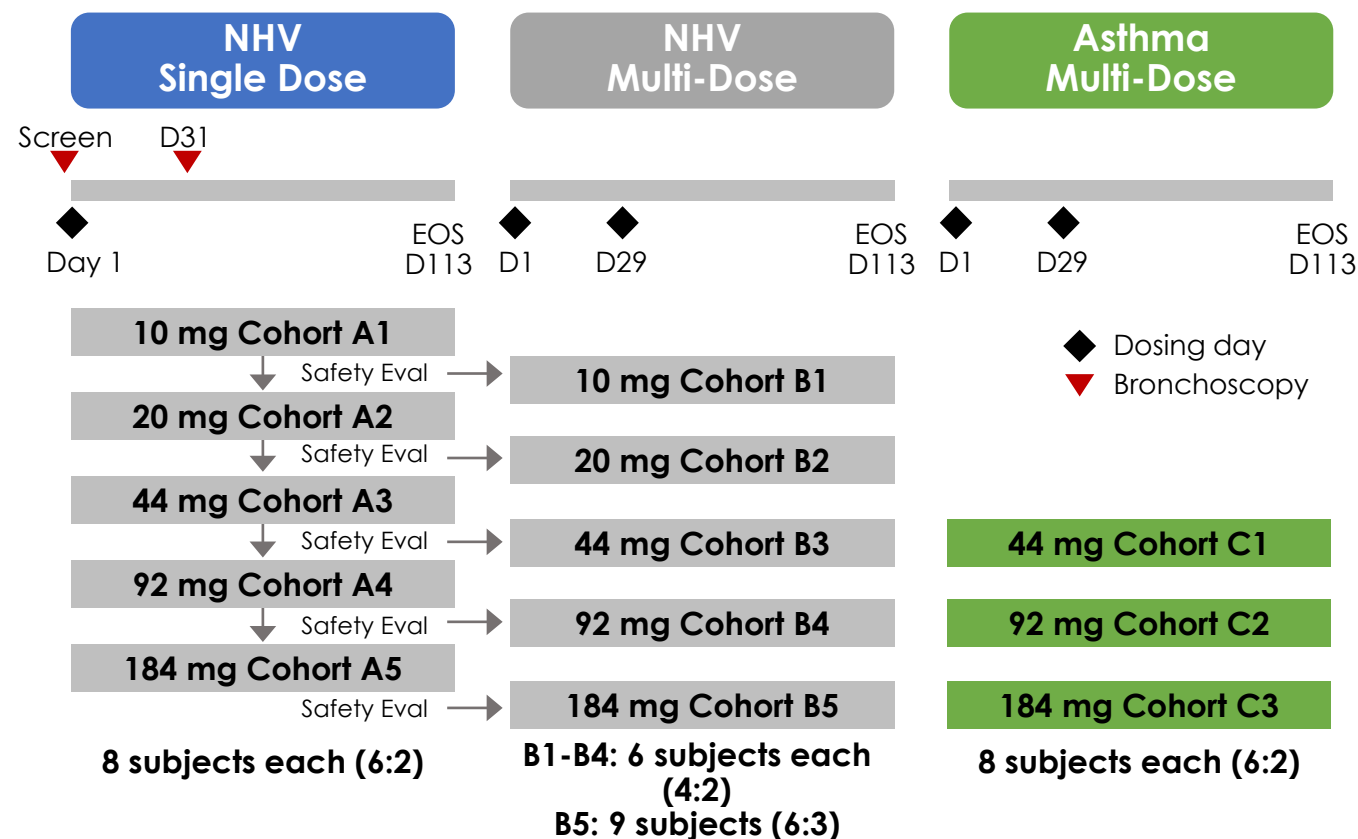 NHV
Single Dose
NHV
Multi-Dose
Asthma
Multi-Dose
Screen
D31
Day 1
EOS
D113
D1
D29
EOS
D113
D1
D29
EOS
D113
10 mg Cohort A1
Safety Eval
20 mg Cohort A2
Safety Eval
44 mg Cohort A3
Safety Eval
92 mg Cohort A4
Safety Eval
184 mg Cohort A5
Safety Eval
8 subjects each (6:2)
10 mg Cohort B1
20 mg Cohort B2
44 mg Cohort B3
92 mg Cohort B4
184 mg Cohort B5
B1-B4: 6 subjects each
(4:2)
B5: 9 subjects (6:3)
Dosing day
Bronchoscopy
44 mg Cohort C1
92 mg Cohort C2
184 mg Cohort C3
8 subjects each (6:2)